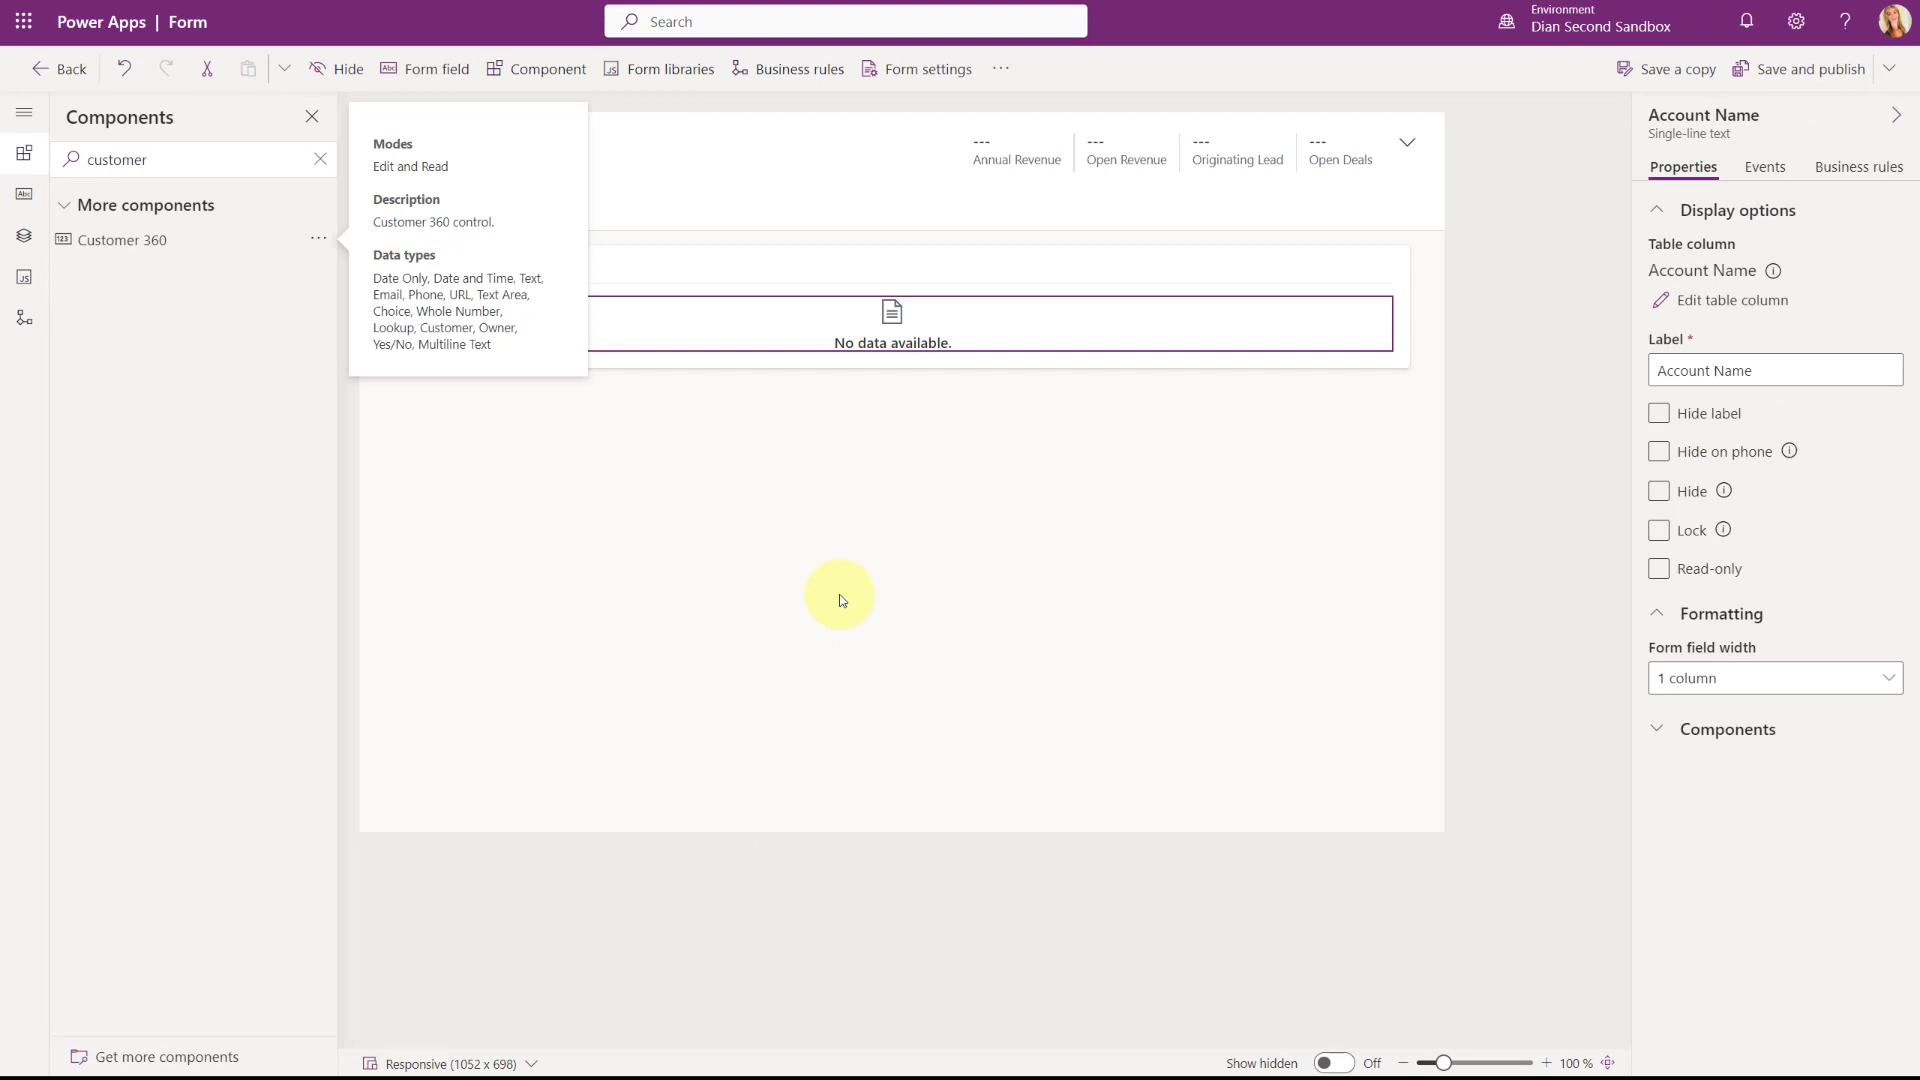 Power Apps | Form
Search
Environment
Dian Second Sandbox
Back
Hide
Abc Form field
Component
JS Form libraries
Business rules
Form settings
...
Save a copy
Save and publish
Components
customer
More components
123 Customer 360
...
Abc
JS
Get more components
Modes
Edit and Read
Description
Customer 360 control.
Data types
Date Only, Date and Time, Text,
Email, Phone, URL, Text Area,
Choice, Whole Number,
Lookup, Customer, Owner,
Yes/No, Multiline Text
---
Annual Revenue
---
Open Revenue
---
Originating Lead
---
Open Deals
No data available.
Responsive (1052 x 698)
Show hidden
Off
100 %
Account Name
Single-line text
Properties
Events
Business rules
Display options
Table column
Account Name
Edit table column
Label *
Account Name
Hide label
Hide on phone
Hide
Lock
Read-only
Formatting
Form field width
1 column
Components